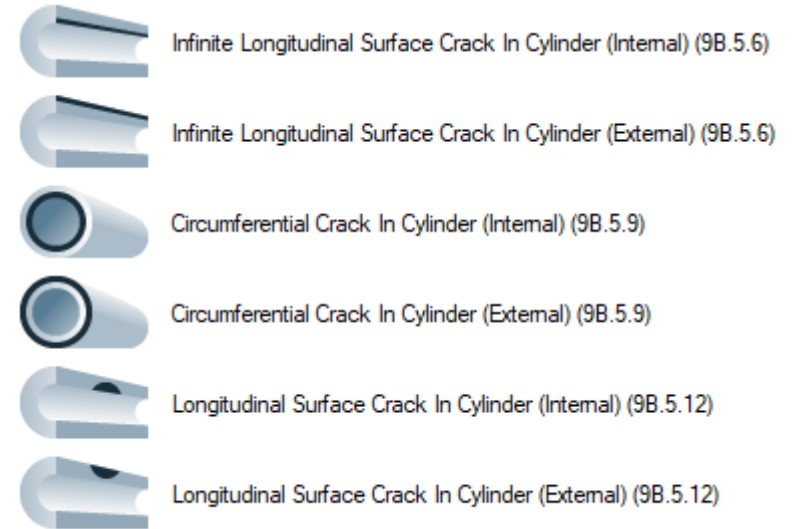 Infinite Longitudinal Surface Crack In Cylinder (Internal) (9B.5.6)
Infinite Longitudinal Surface Crack In Cylinder (External) (9B.5.6)
Circumferential Crack In Cylinder (Internal) (9B.5.9)
Circumferential Crack In Cylinder (External) (9B.5.9)
Longitudinal Surface Crack In Cylinder (Internal) (9B.5.12)
Longitudinal Surface Crack In Cylinder (External) (9B.5.12)